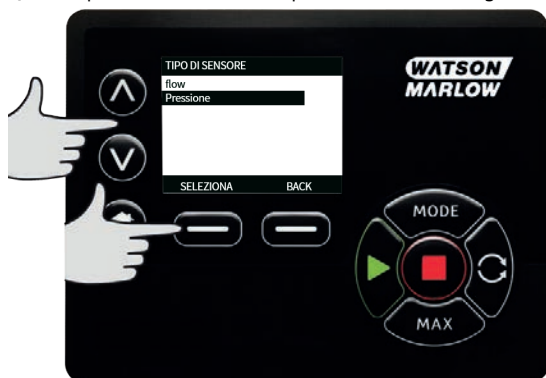 TIPO DI SENSORE
flow
Pressione
SELEZIONA BACK
WATSON
MARLOW
MODE
MAX